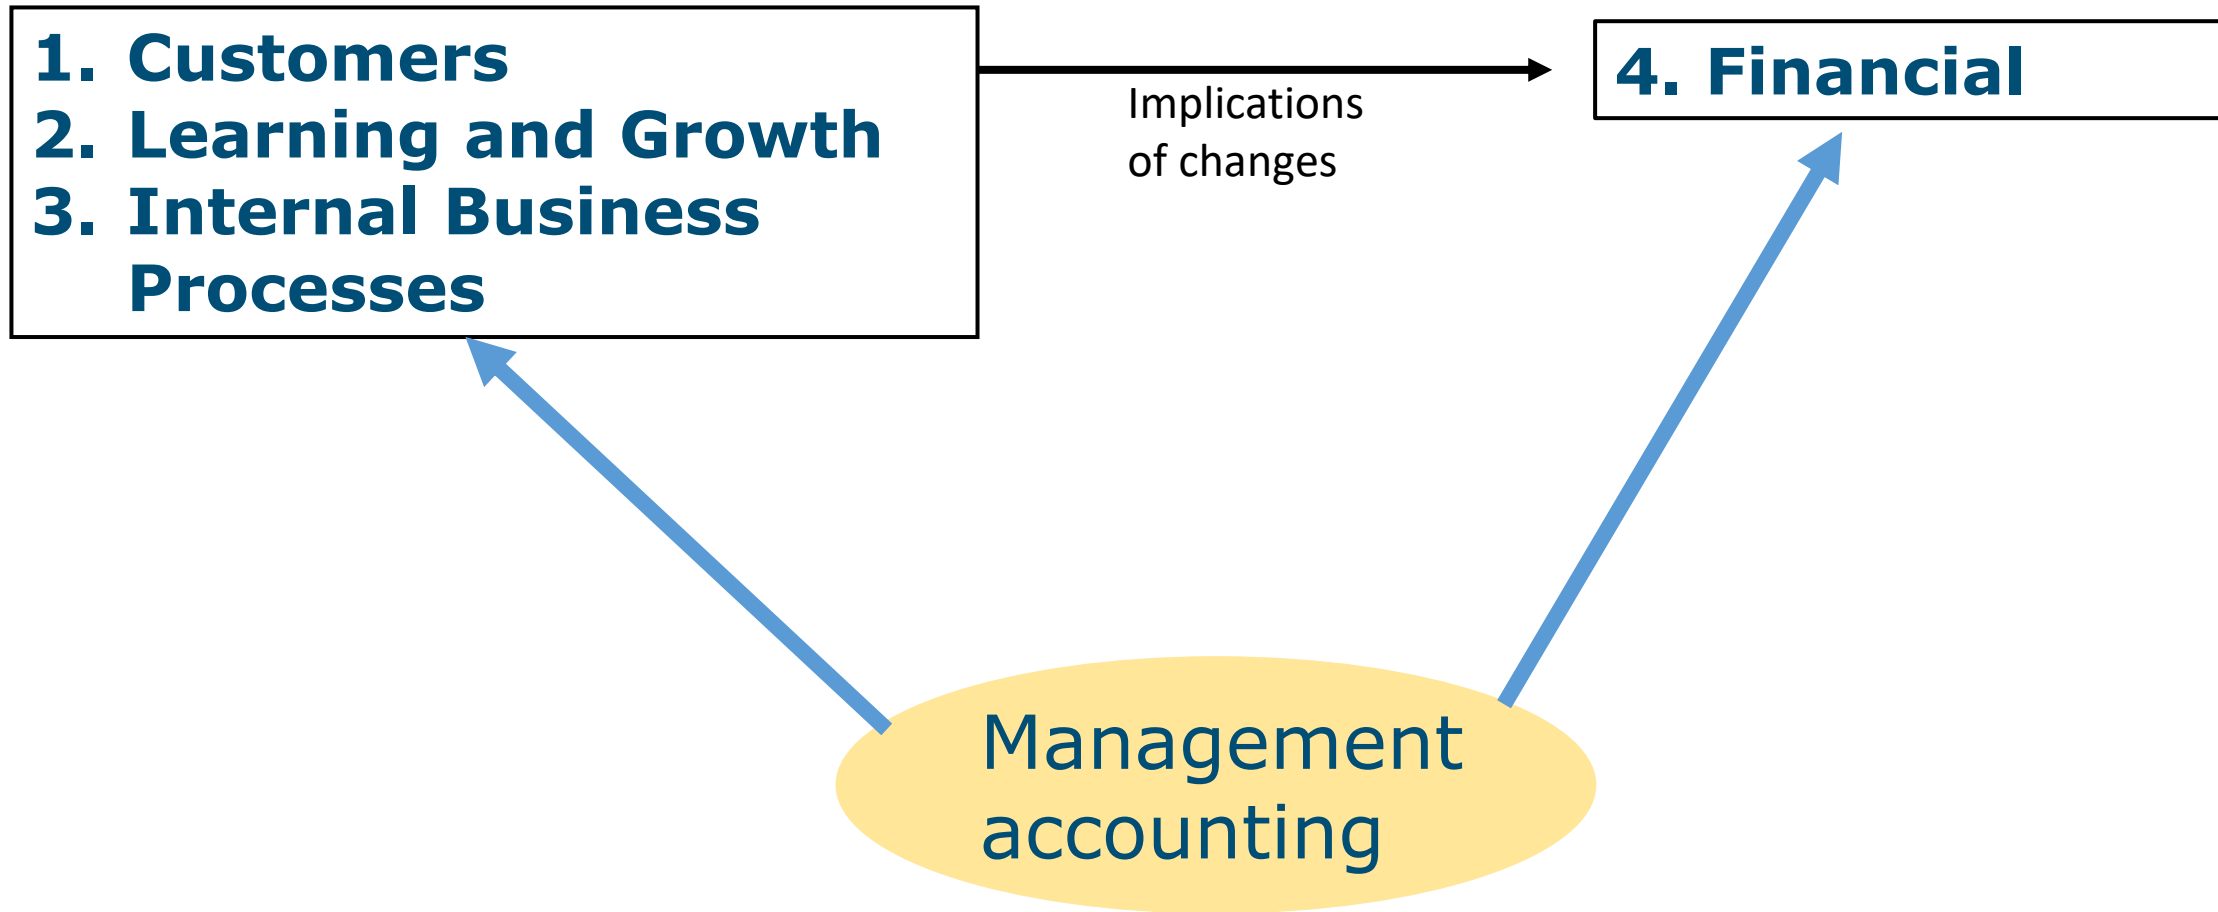 1. Customers
2. Learning and Growth
3. Internal Business
Processes
Implications
of changes
4. Financial
Management
accounting